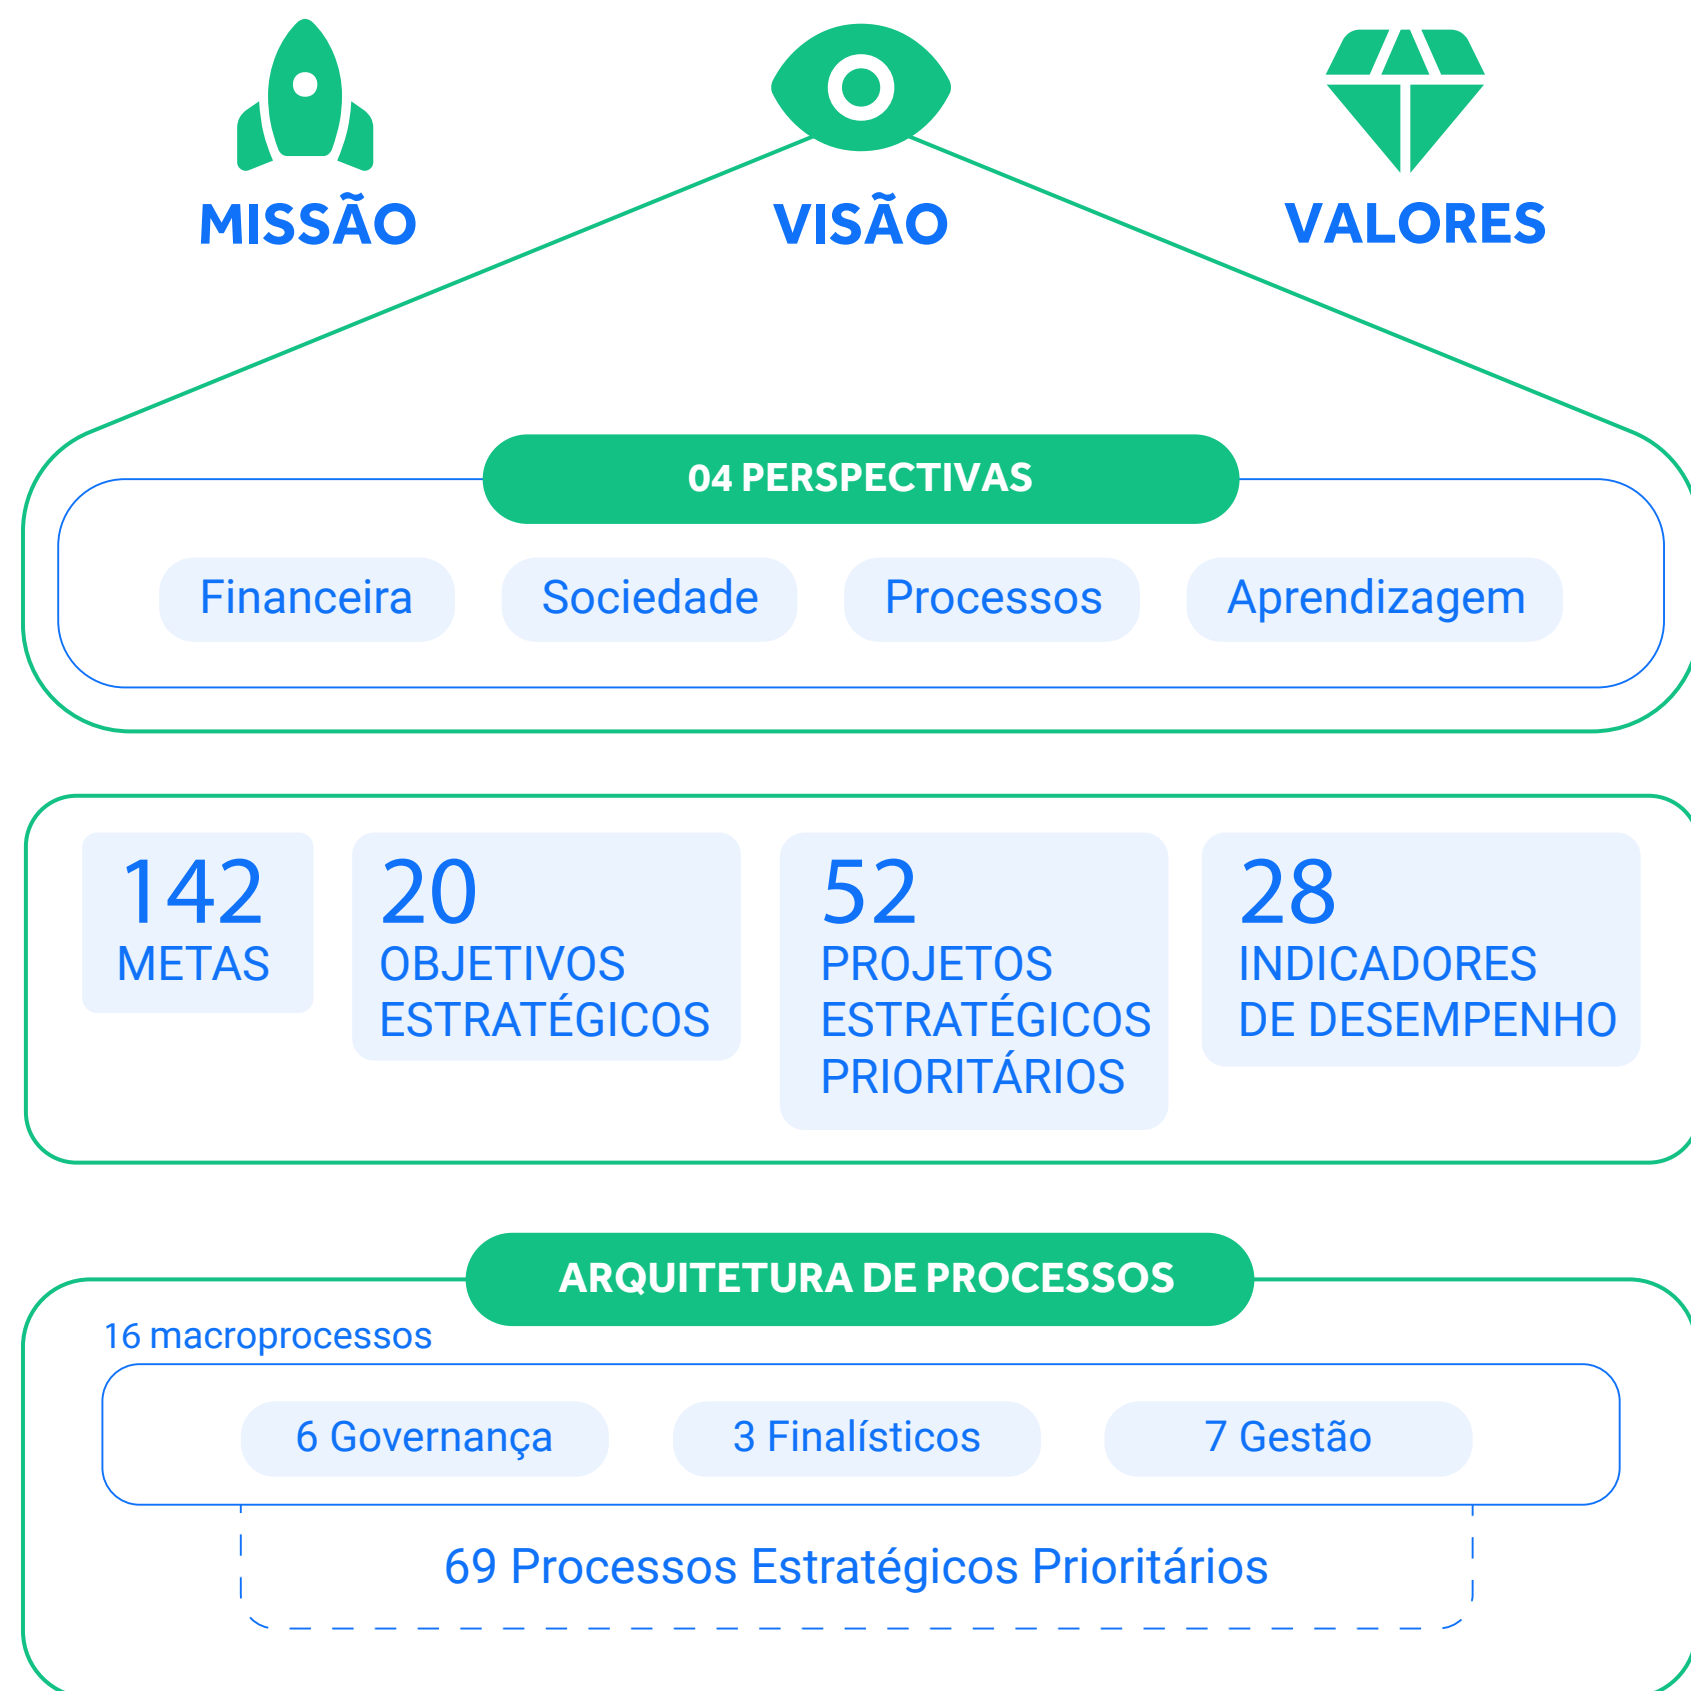 MISSÃO
VISÃO
VALORES
04 PERSPECTIVAS
Financeira
Sociedade
Processos
Aprendizagem
142
METAS
20
OBJETIVOS
ESTRATÉGICOS
52
PROJETOS
ESTRATÉGICOS
PRIORITÁRIOS
28
INDICADORES
DE DESEMPENHO
ARQUITETURA DE PROCESSOS
16 macroprocessos
6 Governança
3 Finalísticos
7 Gestão
69 Processos Estratégicos Prioritários